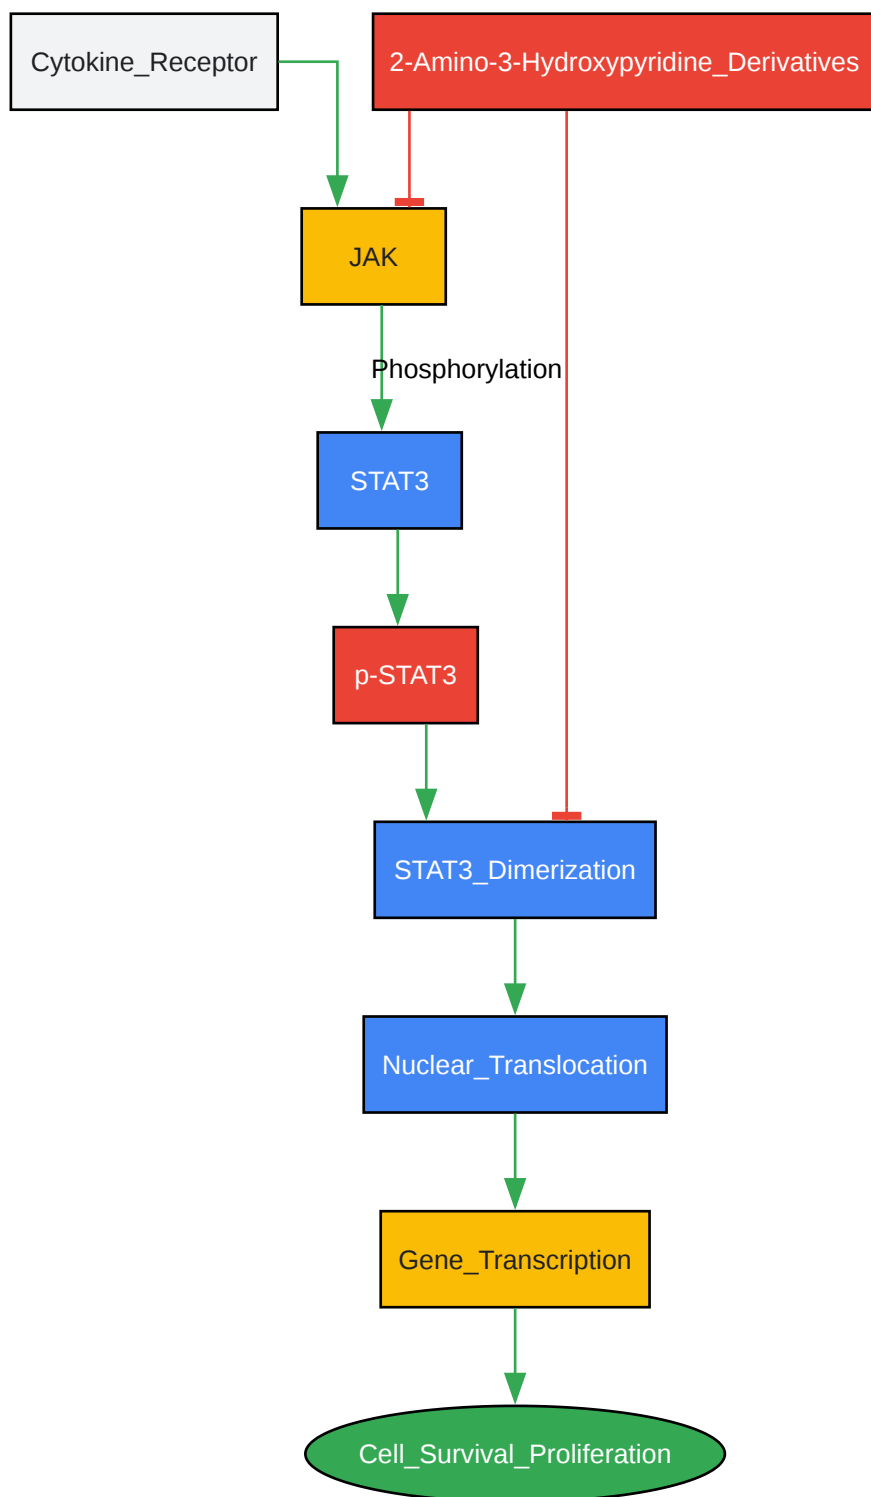 Cytokine_Receptor
2-Amino-3-Hydroxypyridine_Derivatives
JAK
Phosphorylation
STAT3
p-STAT3
STAT3_Dimerization
Nuclear_Translocation
Gene_Transcription
Cell_Survival_Proliferation